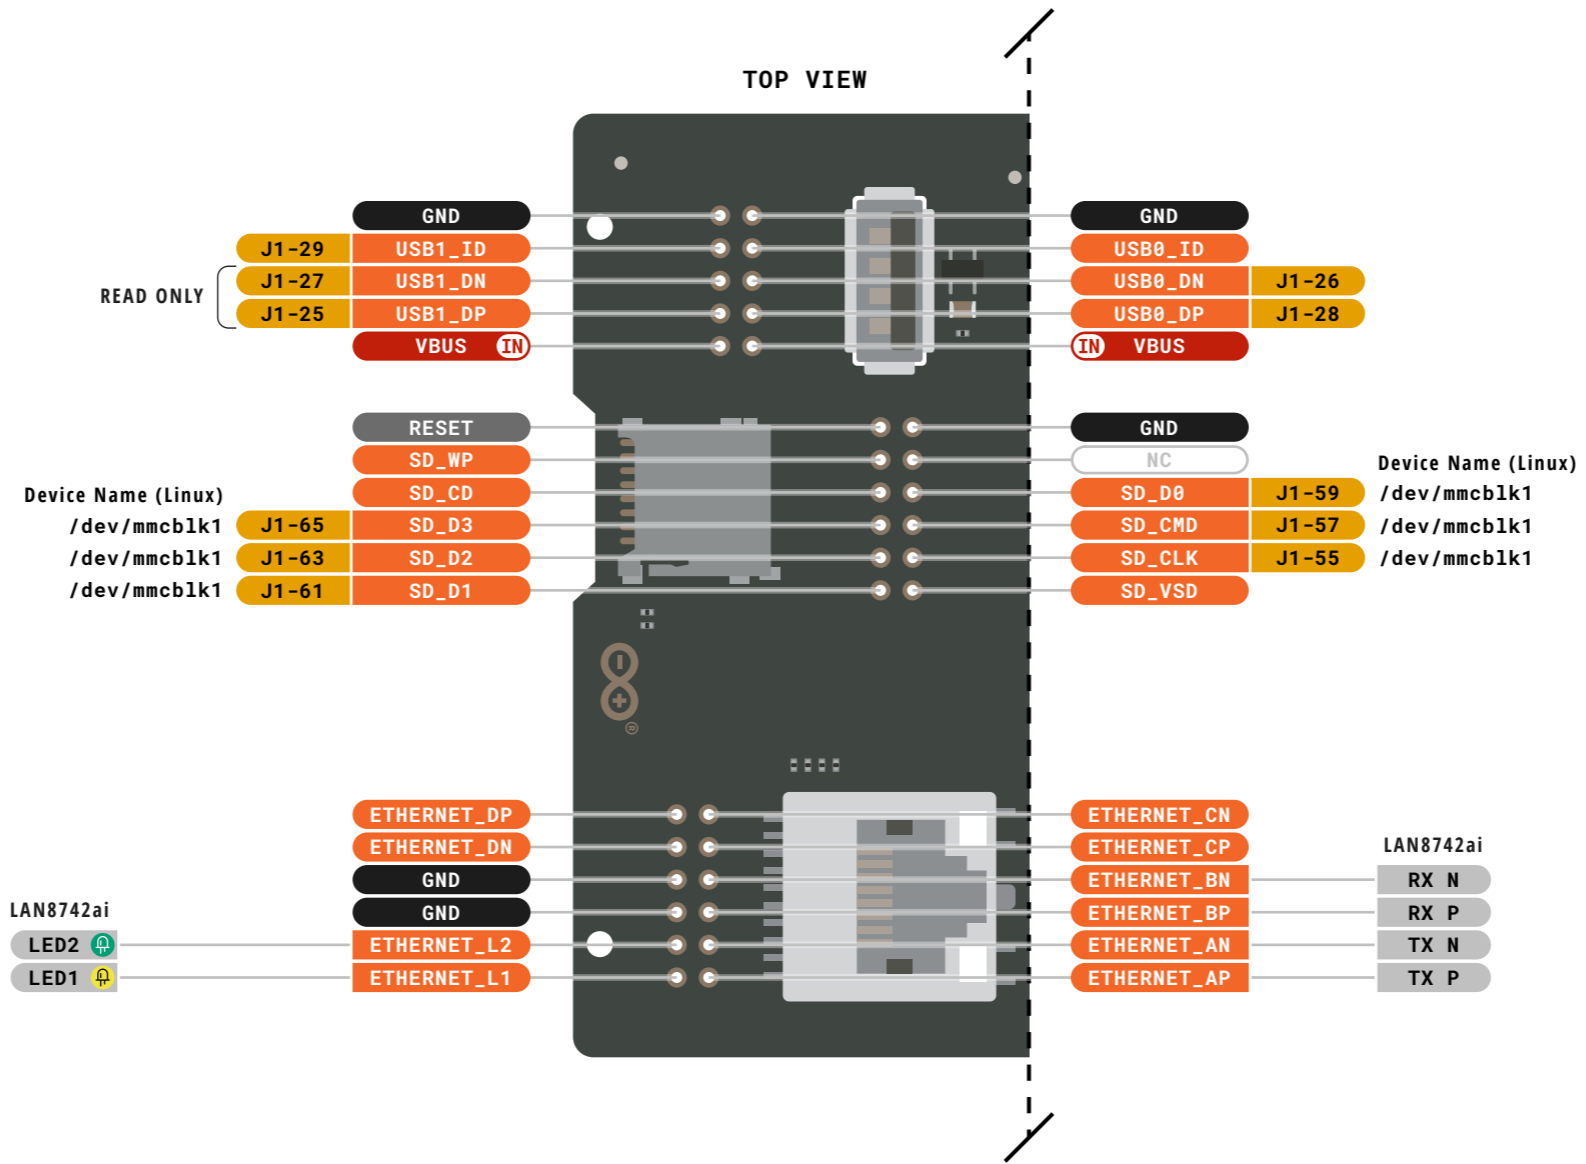 TOP VIEW
GND GND
J1-29 USB1_ID USB0_ID
READ ONLY
J1-27 USB1_DN USB0_DN J1-26
J1-25 USB1_DP USB0_DP J1-28
VBUS IN IN VBUS
RESET GND
SD_WP NC
Device Name (Linux) Device Name (Linux)
SD_CD SD_D0 J1-59 /dev/mmcblk1
/dev/mmcblk1 J1-65 SD_D3 SD_CMD J1-57 /dev/mmcblk1
/dev/mmcblk1 J1-63 SD_D2 SD_CLK J1-55 /dev/mmcblk1
/dev/mmcblk1 J1-61 SD_D1 SD_VSD
®
ETHERNET_DP ETHERNET_CN
ETHERNET_DN ETHERNET_CP
LAN8742ai
GND ETHERNET_BN RX N
LAN8742ai
GND ETHERNET_BP RX P
LED2 ETHERNET_L2 ETHERNET_AN TX N
LED1 ETHERNET_L1 ETHERNET_AP TX P